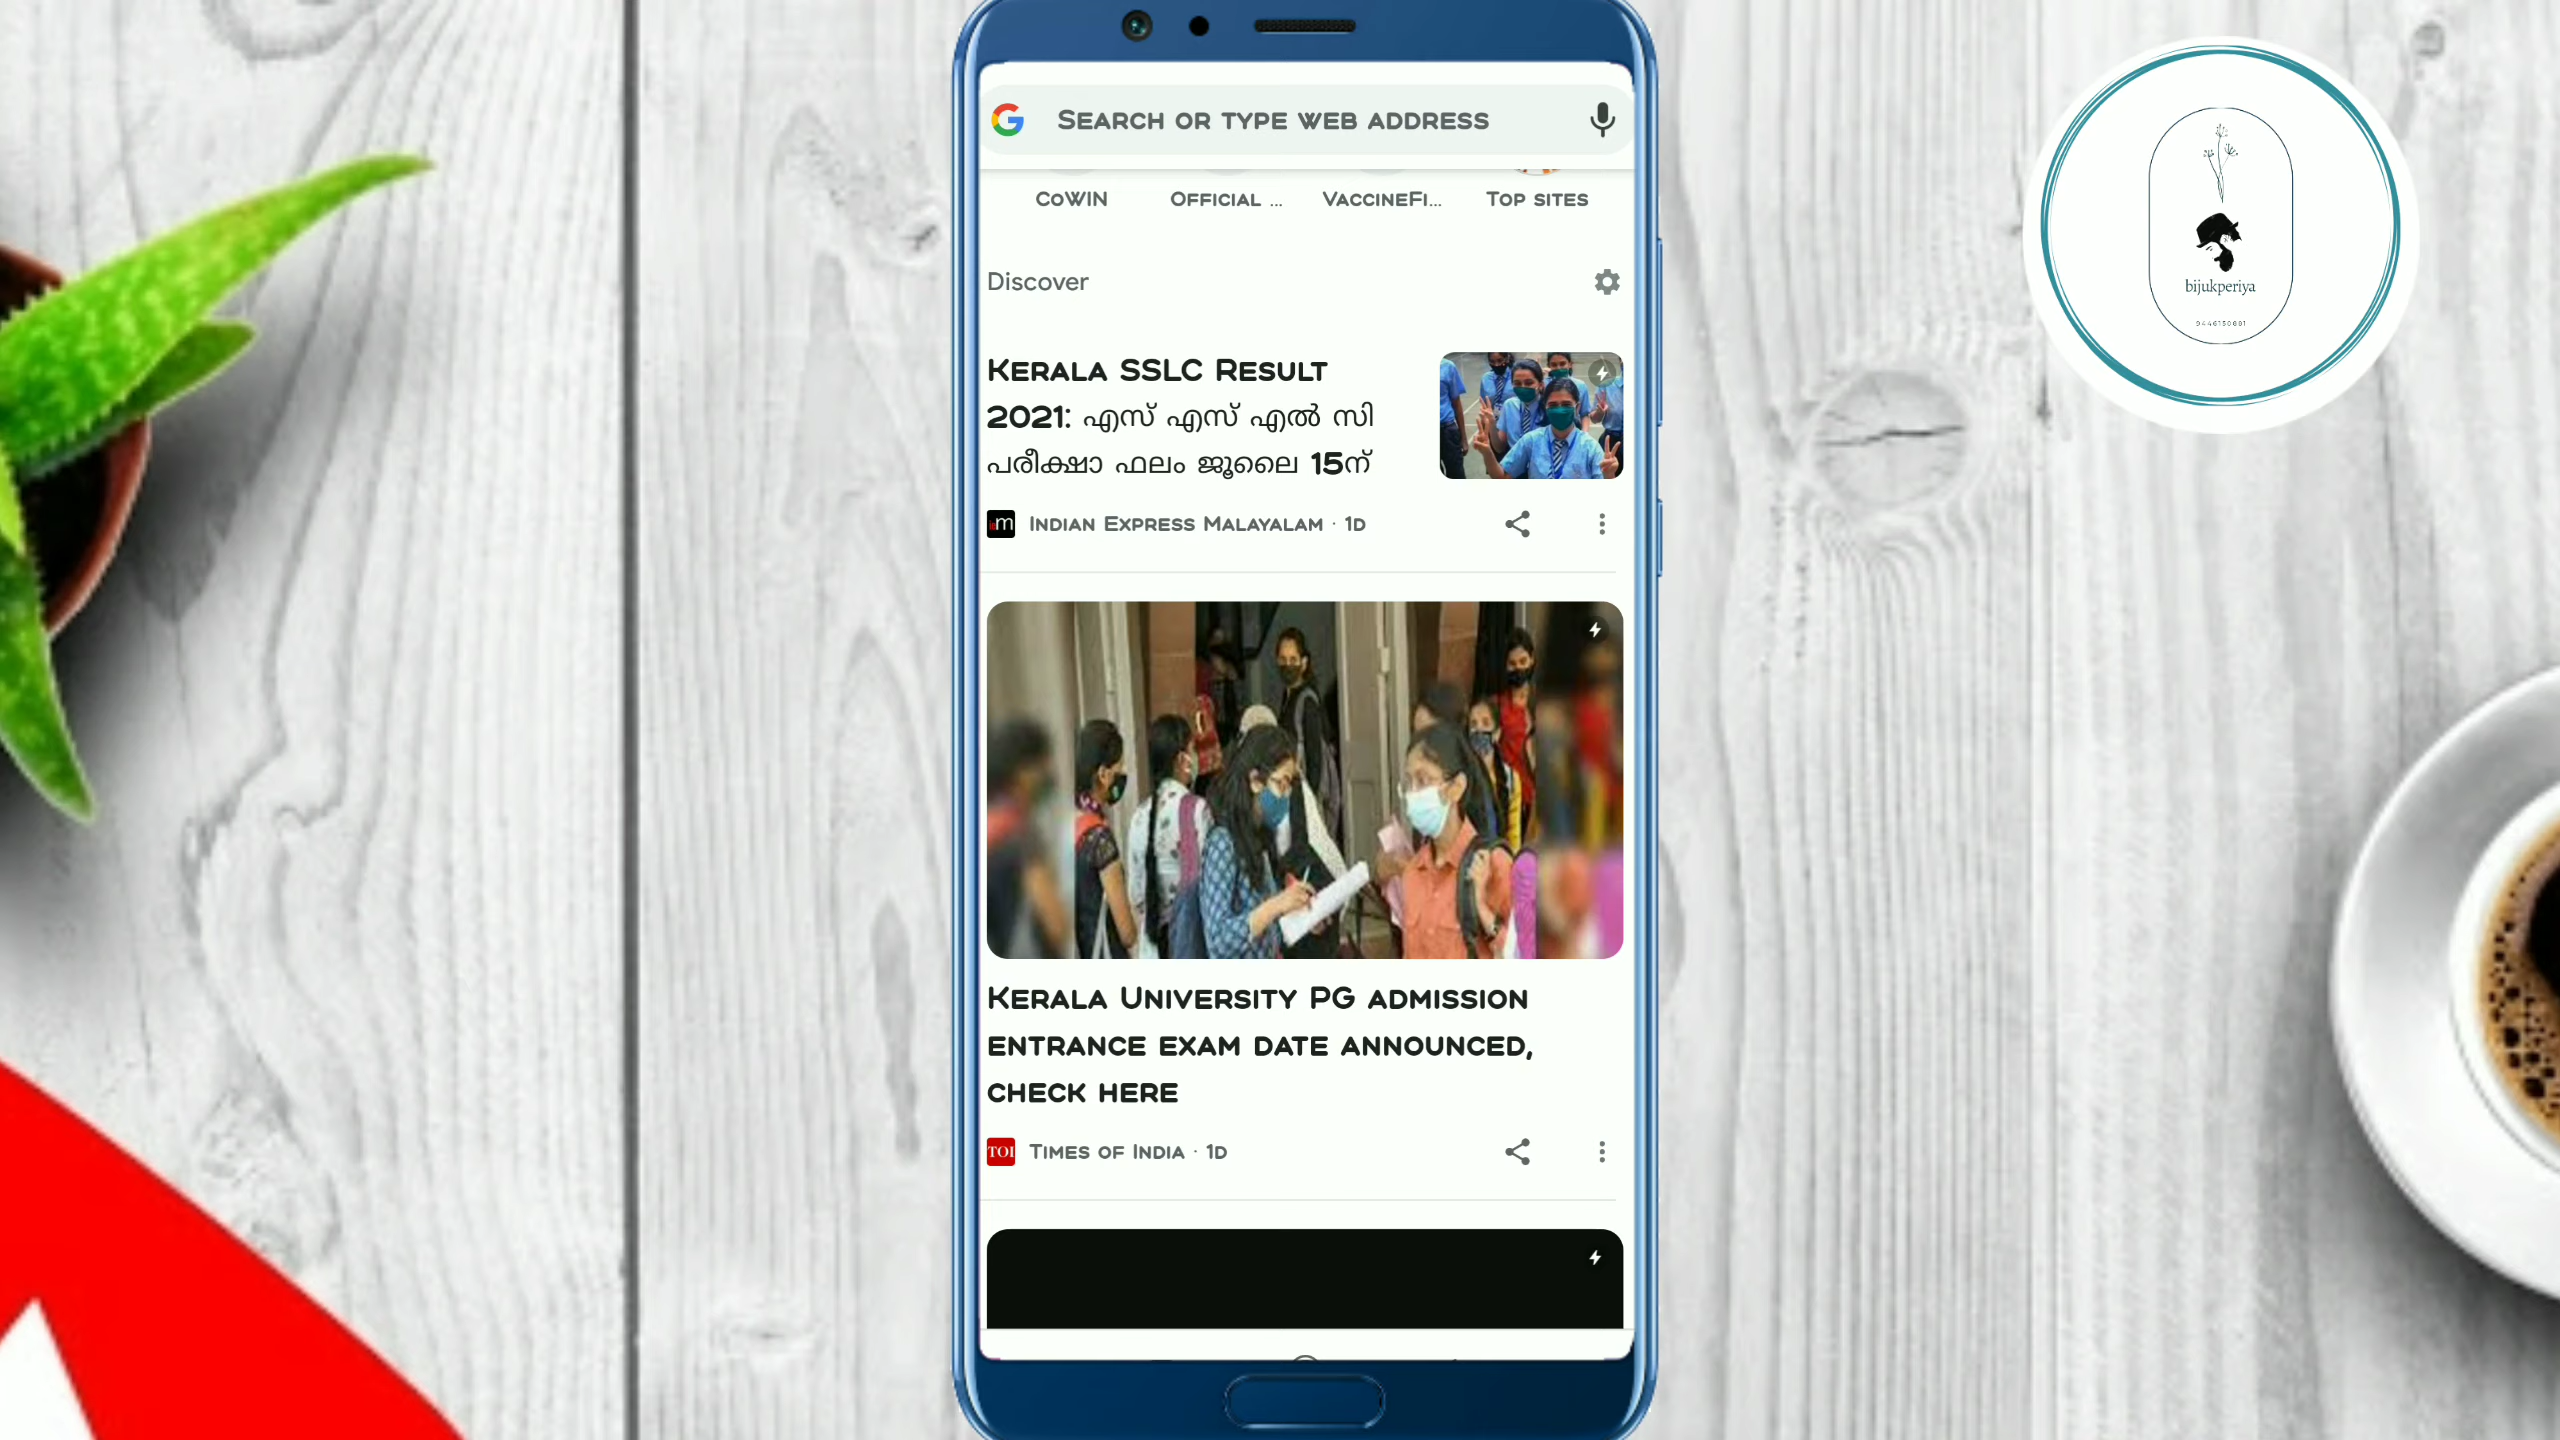 Search or type web address
CoWIN
Official ...
VaccineFi...
Top sites
Discover
Kerala SSLC Result
2021: എസ് എസ് എൽ സി
പരീക്ഷാ ഫലം ജൂലൈ 15ന്
iem
Indian Express Malayalam · 1d
Kerala University PG admission
entrance exam date announced,
check here
TOI
Times of India · 1d
bijukperiya